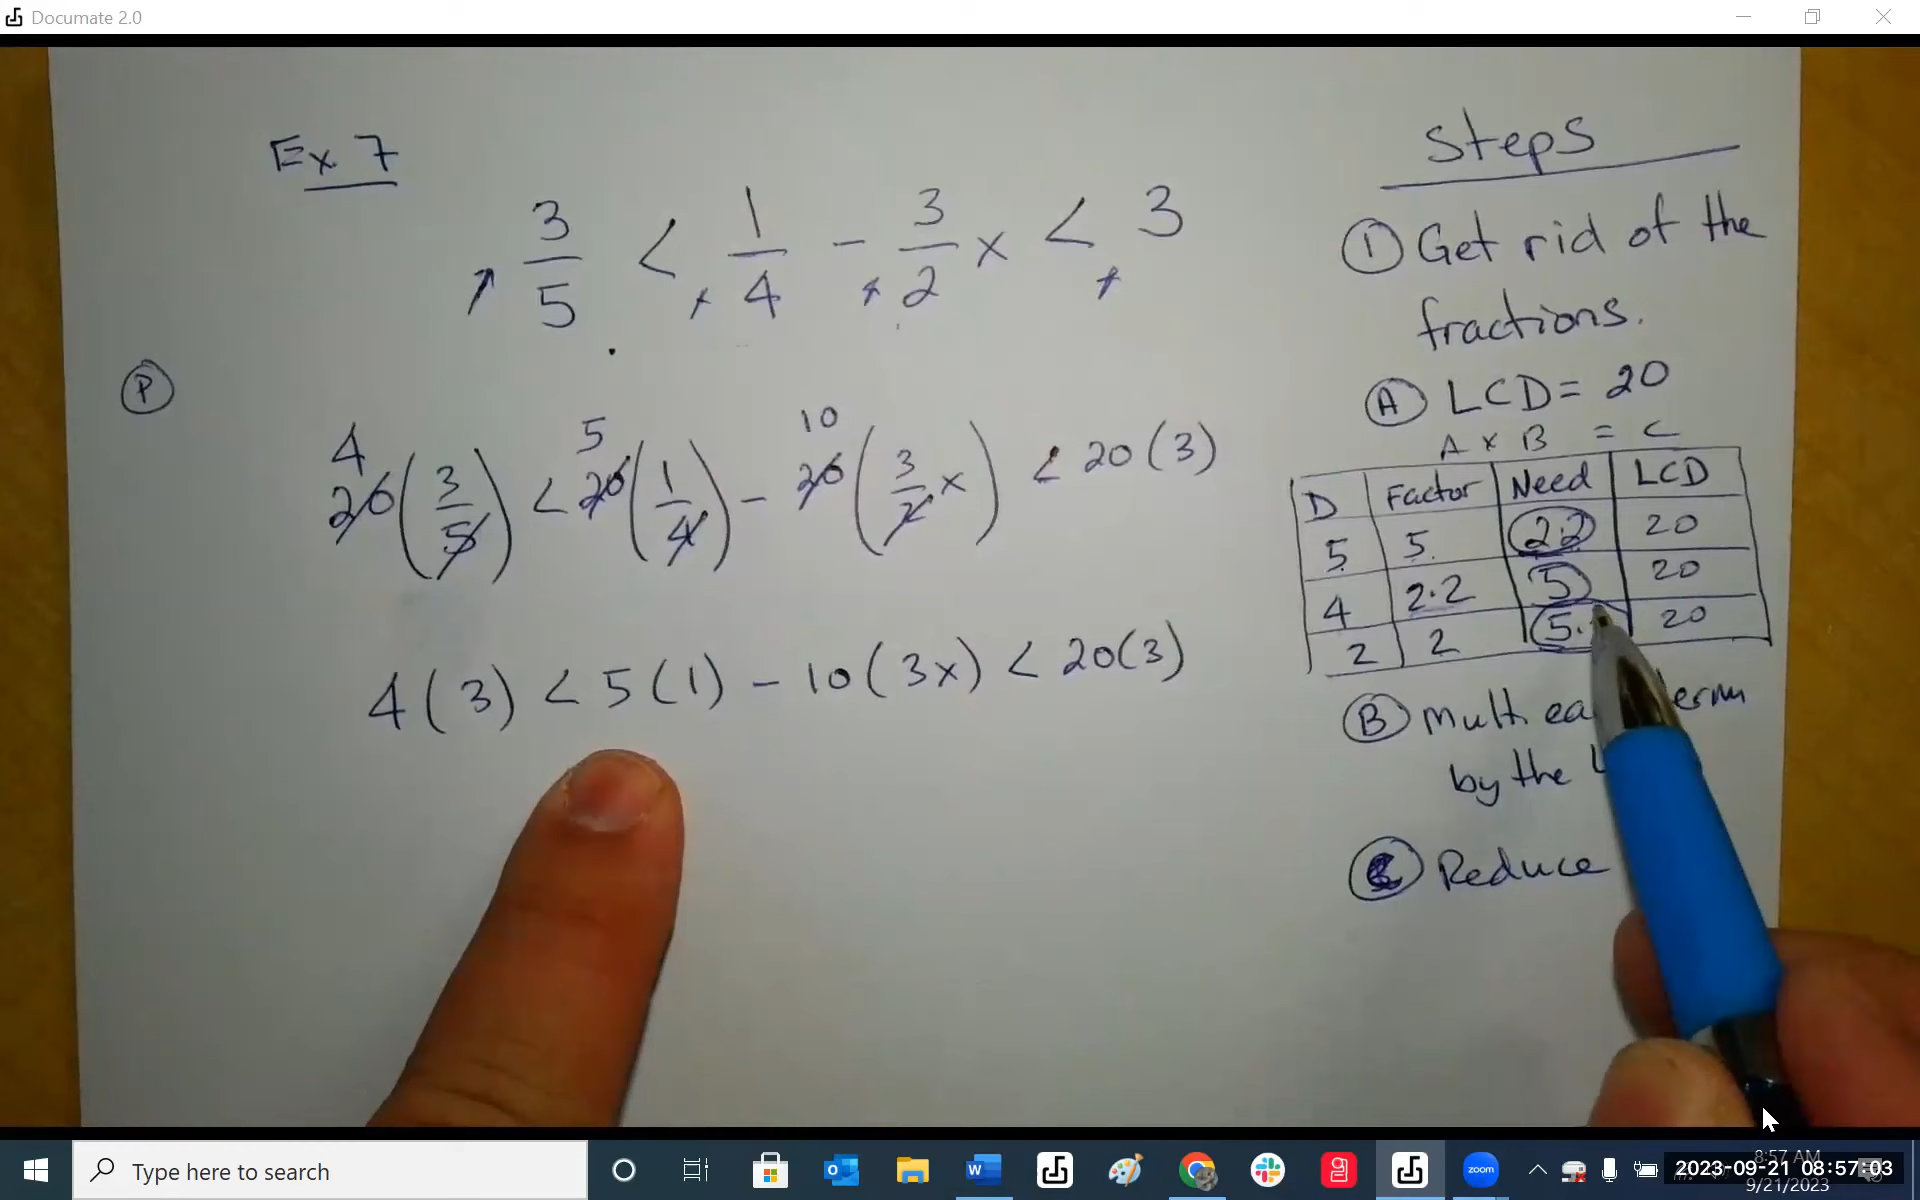 Documate 2.0
Ex 7
3/5 < 1/4 - 3/2 x < 3
P
4 5 10
20(3/5) < 20(1/4) - 20(3/2 x) < 20(3)
4(3) < 5(1) - 10(3x) < 20(3)
Steps
1 Get rid of the
fractions.
A LCD = 20
A x B = C
D Factor Need LCD
5 5. 2.2 20
4 2.2 5 20
2 2 5. 20
B Mult ea
by the
C Reduce
Type here to search
zoom
8:57 AM
2023-09-21 08:57:03
9/21/2023